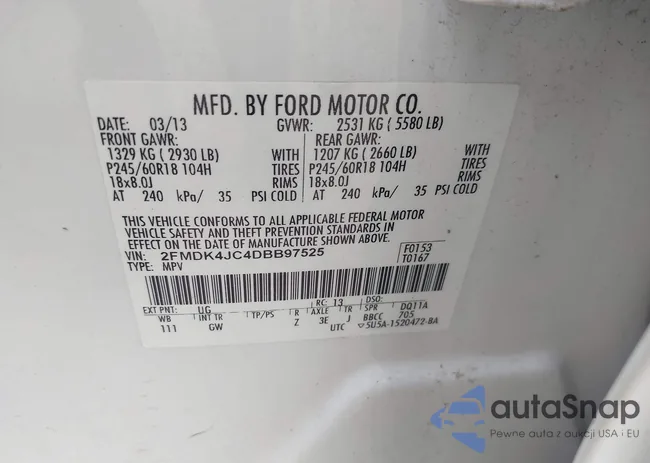 MFD. BY FORD MOTOR CO.
DATE: 03/13 GVWR: 2531 KG ( 5580 LB)
FRONT GAWR: REAR GAWR:
1329 KG ( 2930 LB) WITH 1207 KG ( 2660 LB) WITH
P245/60R18 104H TIRES P245/60R18 104H TIRES
18x8.0J RIMS 18x8.0J RIMS
AT 240 kPa/ 35 PSI COLD AT 240 kPa/ 35 PSI COLD
THIS VEHICLE CONFORMS TO ALL APPLICABLE FEDERAL MOTOR
VEHICLE SAFETY AND THEFT PREVENTION STANDARDS IN
EFFECT ON THE DATE OF MANUFACTURE SHOWN ABOVE.
VIN: 2FMDK4JC4DBB97525 F0153
TYPE: MPV T0167
EXT PNT: UG RC: 13 DSO:
WB INT TR TP/PS R AXLE TR SPR DQ11A
111 GW Z 3E J BBCC 705
UTC 5U5A-1520472-BA
autaSnap
Pewne auta z aukcji USA i EU